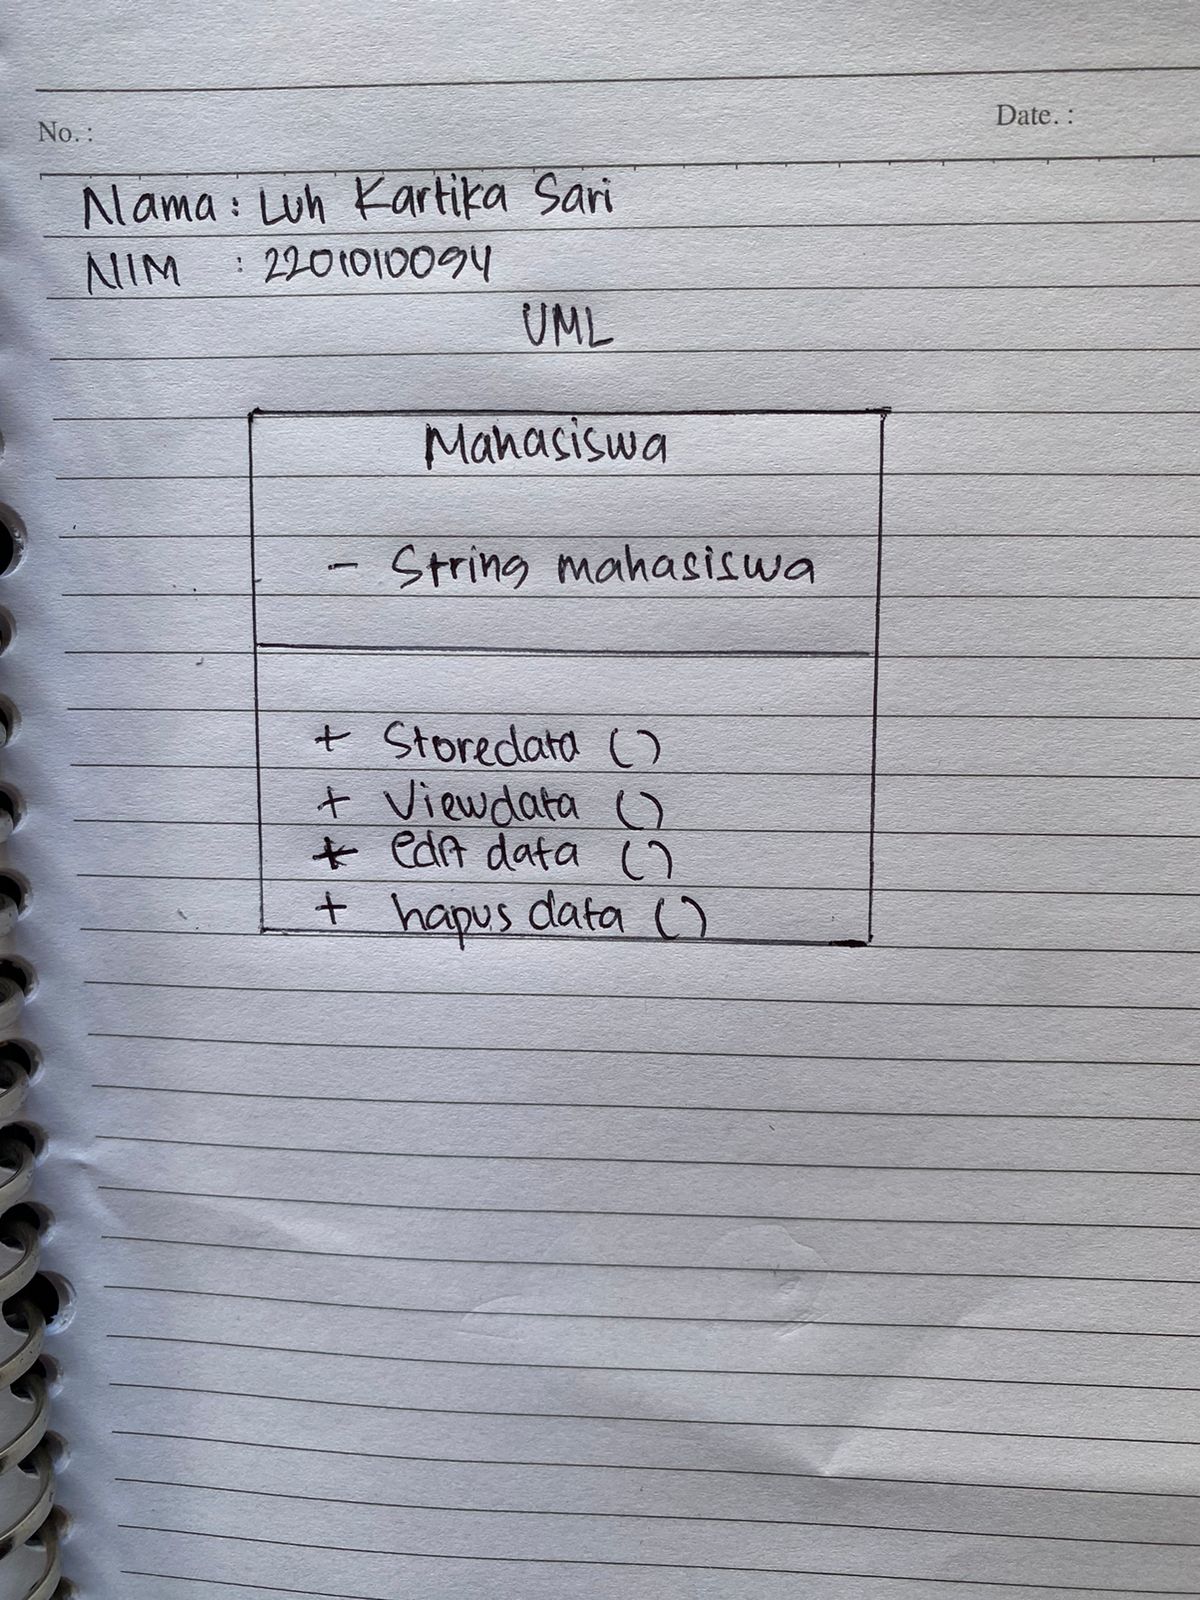 No. :
Date. :
Nama : Luh Kartika Sari
NIM : 2201010094
UML
Mahasiswa
- String mahasiswa
+ Storedata ()
+ Viewdata ()
+ edit data ()
+ hapus data ()